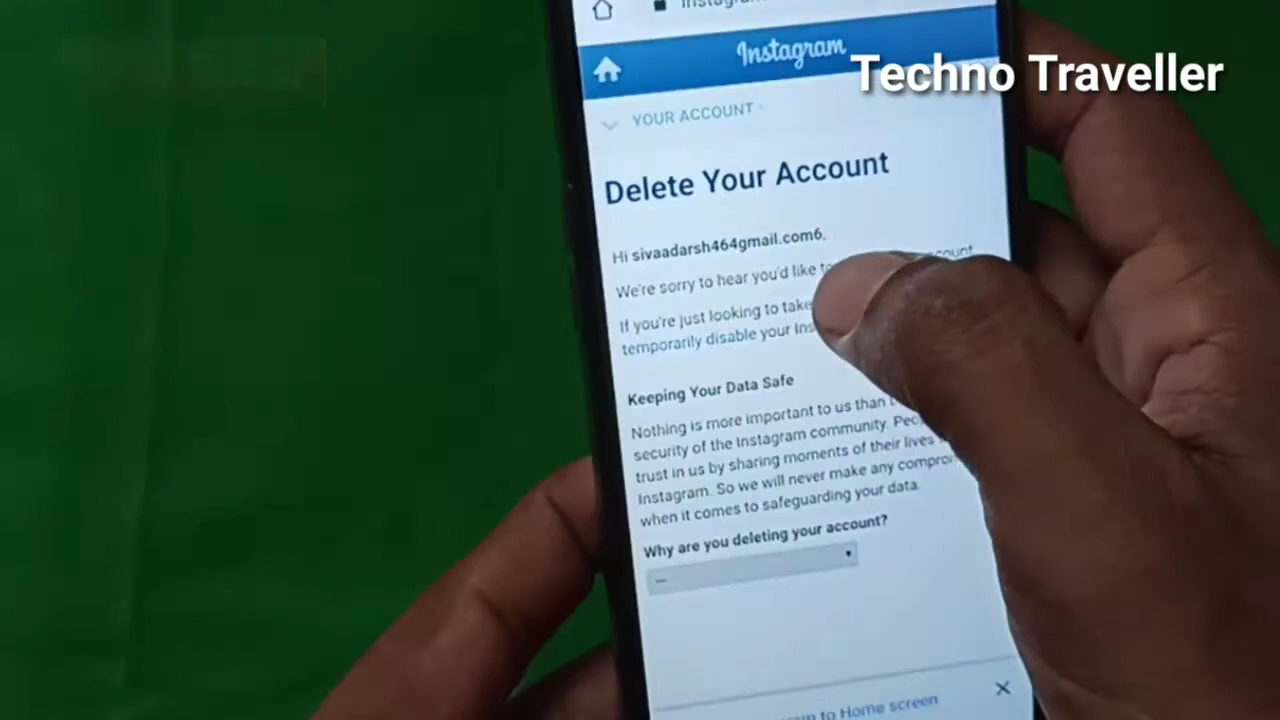 Instagram
Techno Traveller
YOUR ACCOUNT
Delete Your Account
Hi sivaadarsh464gmail.com6,
We're sorry to hear you'd like account
If you're just looking to take
temporarily disable your
Keeping Your Data Safe
Nothing is more important to us than
security of the Instagram community.
trust in us by sharing moments of their lives
Instagram. So we will never make any
when it comes to safeguarding your data.
Why are you deleting your account?
---
to Home screen